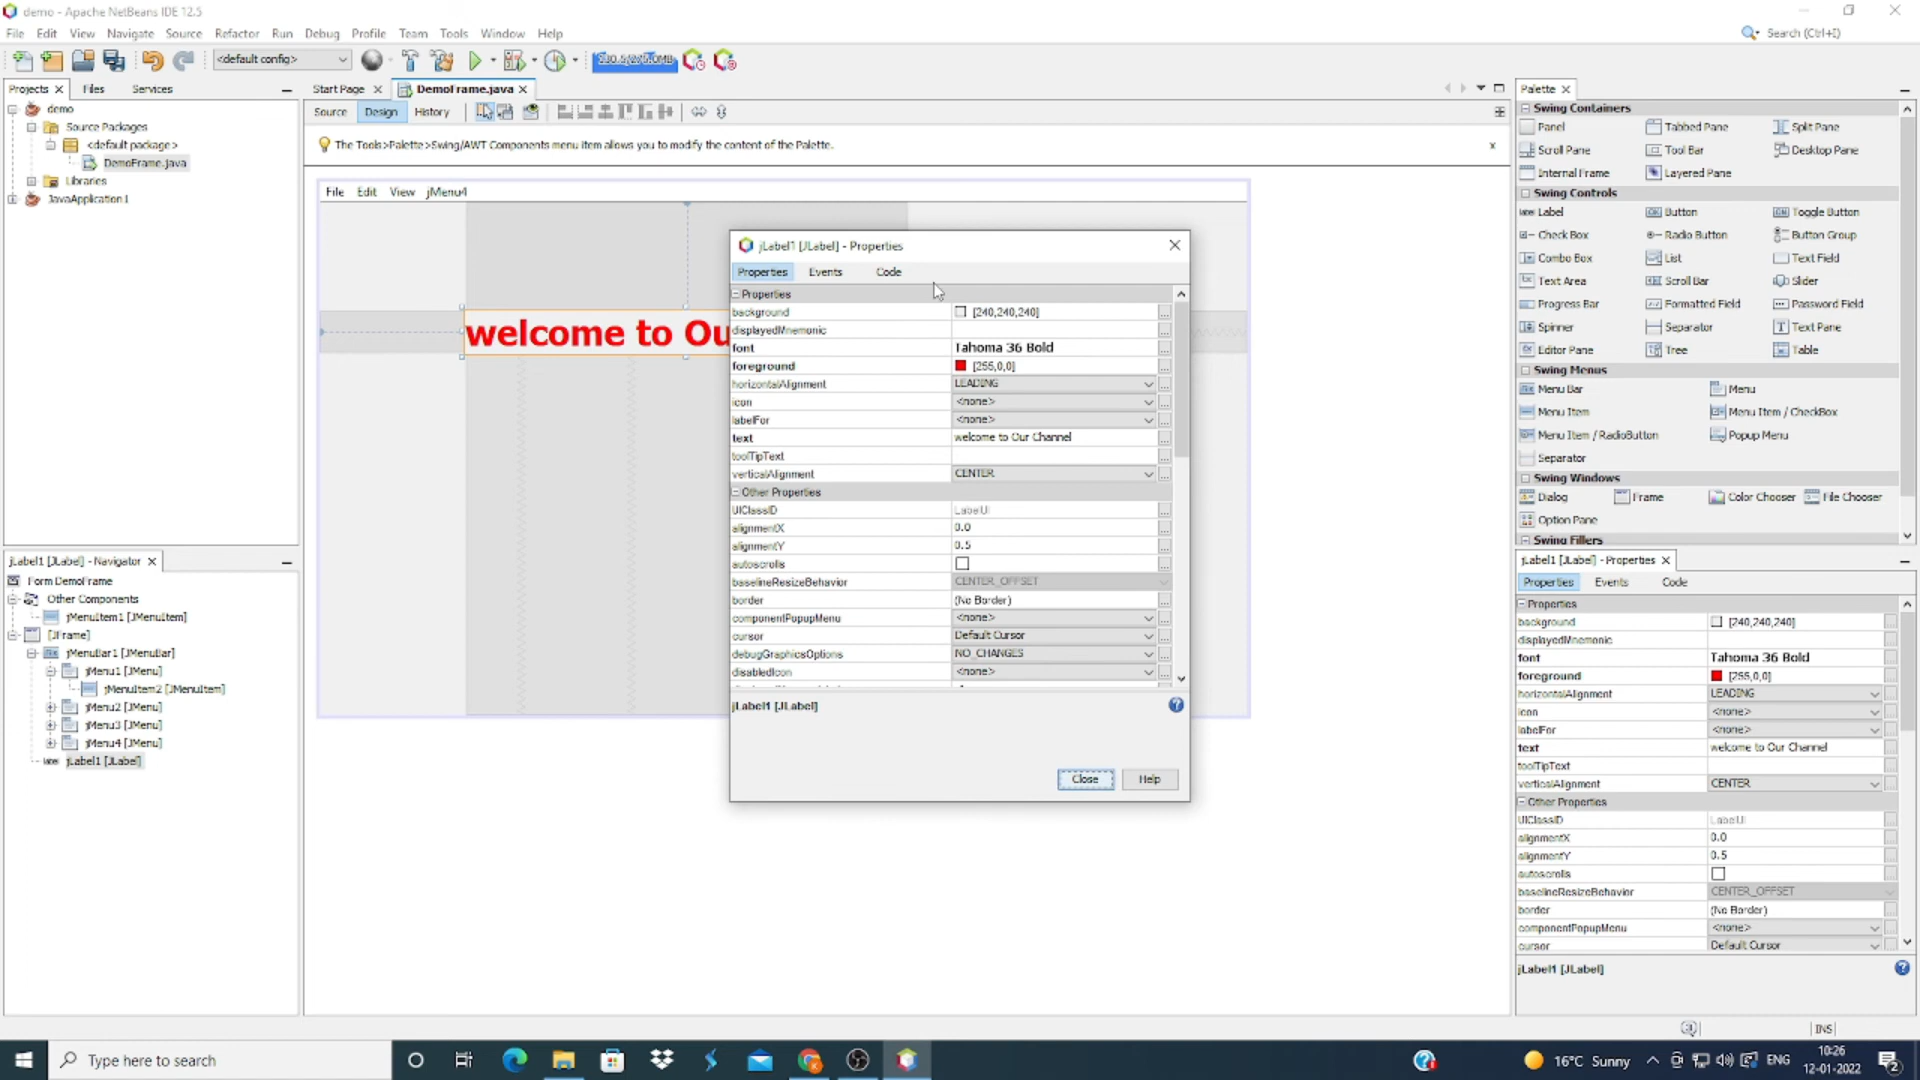 demo - Apache NetBeans IDE 12.5
File Edit View Navigate Source Refactor Run Debug Profile Team Tools Window Help
Search (Ctrl+I)
<default config>
Projects Files Services
Start Page DemoFrame.java
Palette
Source Design History
The Tools>Palette>Swing/AWT Components menu item allows you to modify the content of the Palette.
demo
Source Packages
<default package>
DemoFrame.java
Libraries
JavaApplication1
File Edit View jMenu4
welcome to Ou
jLabel1 [JLabel] - Properties
Properties Events Code
Properties
background [240,240,240]
displayedMnemonic
font Tahoma 36 Bold
foreground [255,0,0]
horizontalAlignment LEADING
icon <none>
labelFor <none>
text welcome to Our Channel
toolTipText
verticalAlignment CENTER
Other Properties
UIClassID LabelUI
alignmentX 0.0
alignmentY 0.5
autoscrolls
baselineResizeBehavior CENTER_OFFSET
border (No Border)
componentPopupMenu <none>
cursor Default Cursor
debugGraphicsOptions NO_CHANGES
disabledIcon <none>
jLabel1 [JLabel]
Close Help
Swing Containers
Panel Tabbed Pane Split Pane
Scroll Pane Tool Bar Desktop Pane
Internal Frame Layered Pane
Swing Controls
Label Button Toggle Button
Check Box Radio Button Button Group
Combo Box List Text Field
Text Area Scroll Bar Slider
Progress Bar Formatted Field Password Field
Spinner Separator Text Pane
Editor Pane Tree Table
Swing Menus
Menu Bar Menu
Menu Item Menu Item / CheckBox
Menu Item / RadioButton Popup Menu
Separator
Swing Windows
Dialog Frame Color Chooser File Chooser
Option Pane
Swing Fillers
jLabel1 [JLabel] - Navigator
Form DemoFrame
Other Components
jMenuItem1 [JMenuItem]
[JFrame]
jMenuBar1 [JMenuBar]
jMenu1 [JMenu]
jMenuItem2 [JMenuItem]
jMenu2 [JMenu]
jMenu3 [JMenu]
jMenu4 [JMenu]
jLabel1 [JLabel]
jLabel1 [JLabel] - Properties
Properties Events Code
Properties
background [240,240,240]
displayedMnemonic
font Tahoma 36 Bold
foreground [255,0,0]
horizontalAlignment LEADING
icon <none>
labelFor <none>
text welcome to Our Channel
toolTipText
verticalAlignment CENTER
Other Properties
UIClassID LabelUI
alignmentX 0.0
alignmentY 0.5
autoscrolls
baselineResizeBehavior CENTER_OFFSET
border (No Border)
componentPopupMenu <none>
cursor Default Cursor
jLabel1 [JLabel]
INS
Type here to search
16°C Sunny
ENG
10:26
12-01-2022
2